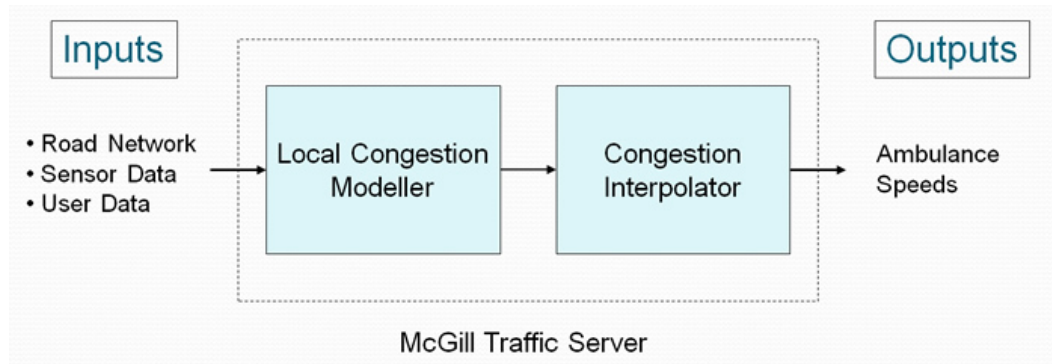 Inputs
Outputs
• Road Network
• Sensor Data
• User Data
Local Congestion
Modeller
Congestion
Interpolator
Ambulance
Speeds
McGill Traffic Server